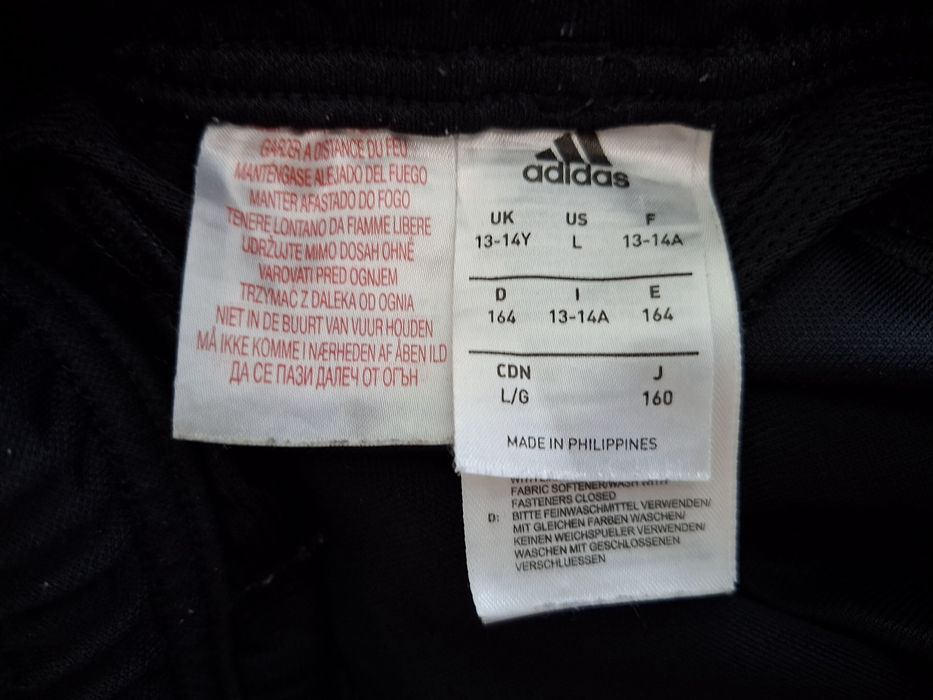 GARDER A DISTANCE DU FEU
MANTÉNGASE ALEJADO DEL FUEGO
MANTER AFASTADO DO FOGO
TENERE LONTANO DA FIAMME LIBERE
UDRŽUJTE MIMO DOSAH OHNĚ
VAROVATI PRED OGNJEM
TRZYMAĆ Z DALEKA OD OGNIA
NIET IN DE BUURT VAN VUUR HOUDEN
MÅ IKKE KOMME I NÆRHEDEN AF ÅBEN ILD
ДА СЕ ПАЗИ ДАЛЕЧ ОТ ОГЪН
adidas
UK US F
13-14Y L 13-14A
D I E
164 13-14A 164
CDN J
L/G 160
MADE IN PHILIPPINES
FABRIC SOFTENER/WASH WITH
FASTENERS CLOSED
D: BITTE FEINWASCHMITTEL VERWENDEN/
MIT GLEICHEN FARBEN WASCHEN/
KEINEN WEICHSPUELER VERWENDEN/
WASCHEN MIT GESCHLOSSENEN
VERSCHLUESSEN